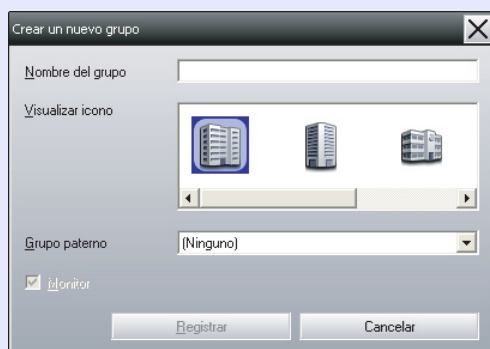 Crear un nuevo grupo
Nombre del grupo
Visualizar icono
Grupo paterno (Ninguno)
Monitor
Registrar Cancelar